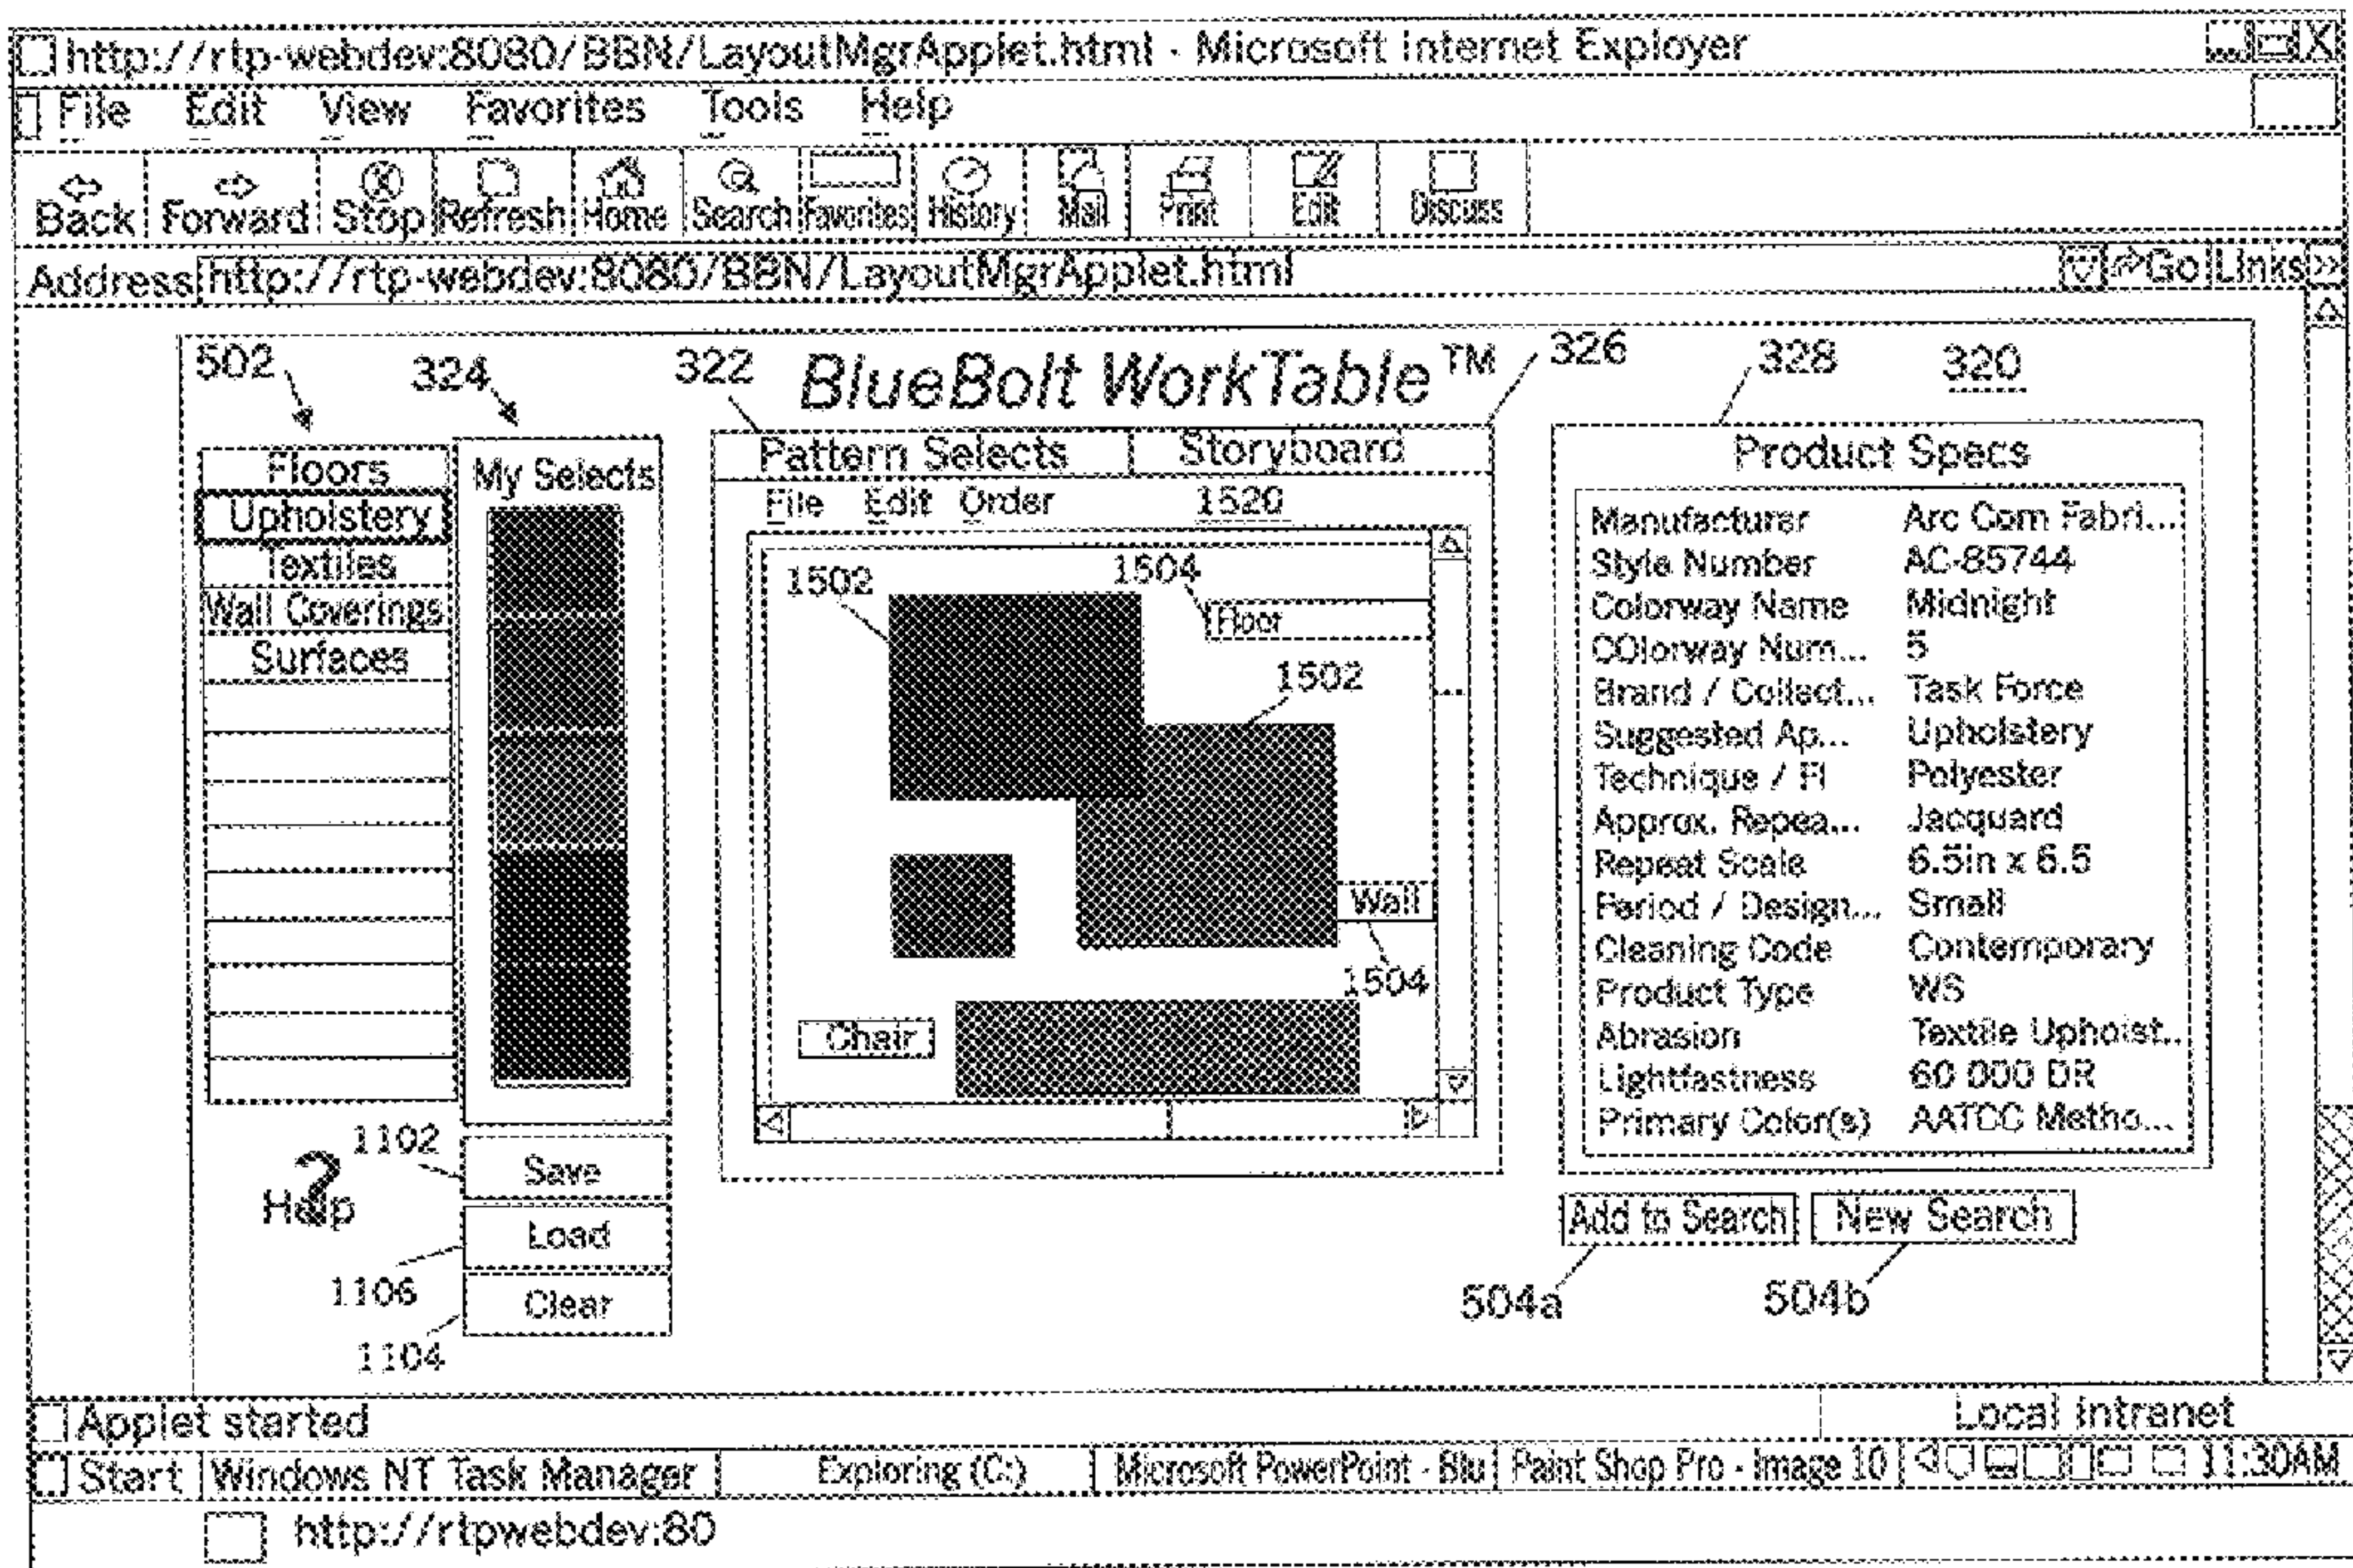 http://rtp-webdev:8080/BBN/LayoutMgrApplet.html - Microsoft Internet Exployer
File Edit View Favorites Tools Help
Back Forward Stop Refresh Home Search Favorites History Mail Print Edit Discuss
Address http://rtp-webdev:8080/BBN/LayoutMgrApplet.html Go Links >>
502 324 322 BlueBolt WorkTable™ 326 328 320
Floors
Upholstery
Textiles
Wall Coverings
Surfaces
My Selects
Pattern Selects Storyboard
File Edit Order 1520
1502 1504
Floor
1502
Wall
1504
Chair
Product Specs
Manufacturer Arc Com Fabri...
Style Number AC-85744
Colorway Name Midnight
COlorway Num... 5
Brand / Collect... Task Force
Suggested Ap... Upholstery
Technique / Fi Polyester
Approx. Repea... Jacquard
Repeat Scale 6.5in x 6.5
Period / Design... Small
Cleaning Code Contemporary
Product Type WS
Abrasion Textile Upholst..
Lightfastness 60 000 DR
Primary Color(s) AATCC Metho...
? Help
1102 Save
1106 Load
1104 Clear
Add to Search New Search
504a 504b
Applet started Local intranet
Start Windows NT Task Manager Exploring (C:) Microsoft PowerPoint - Blu Paint Shop Pro - Image 10 11:30AM
http://rtpwebdev:80